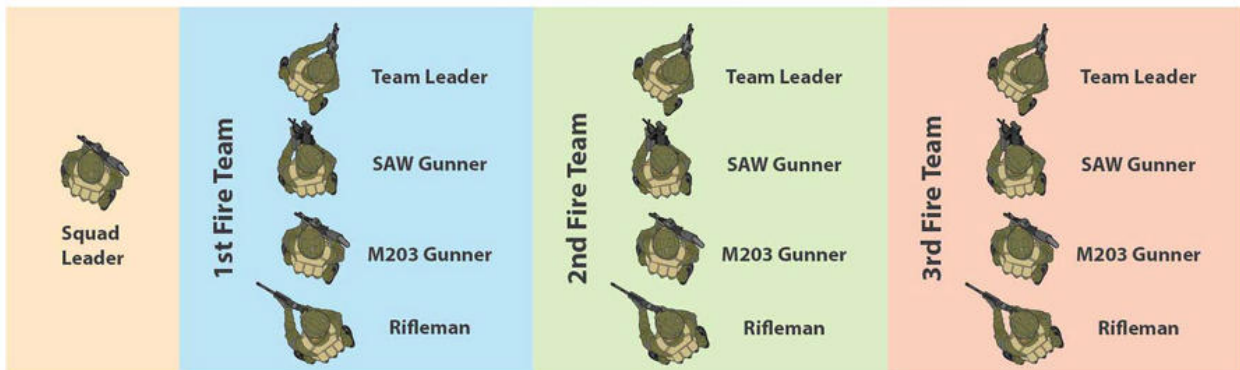 Squad
Leader
1st Fire Team
Team Leader
SAW Gunner
M203 Gunner
Rifleman
2nd Fire Team
Team Leader
SAW Gunner
M203 Gunner
Rifleman
3rd Fire Team
Team Leader
SAW Gunner
M203 Gunner
Rifleman